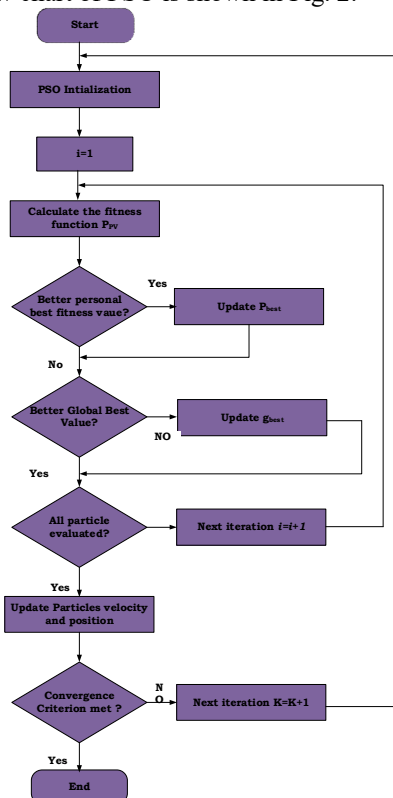 w chart of PSO is shown in Fig. 2.
Start
PSO Intialization
i=1
Calculate the fitness
function PPV
Better personal
best fitness vaue?
Yes
Update Pbest
No
Better Global Best
Value?
NO
Update gbest
Yes
All particle
evaluated?
Next iteration i=i+1
Yes
Update Particles velocity
and position
Convergence
Criterion met ?
N
O
Next iteration K=K+1
Yes
End